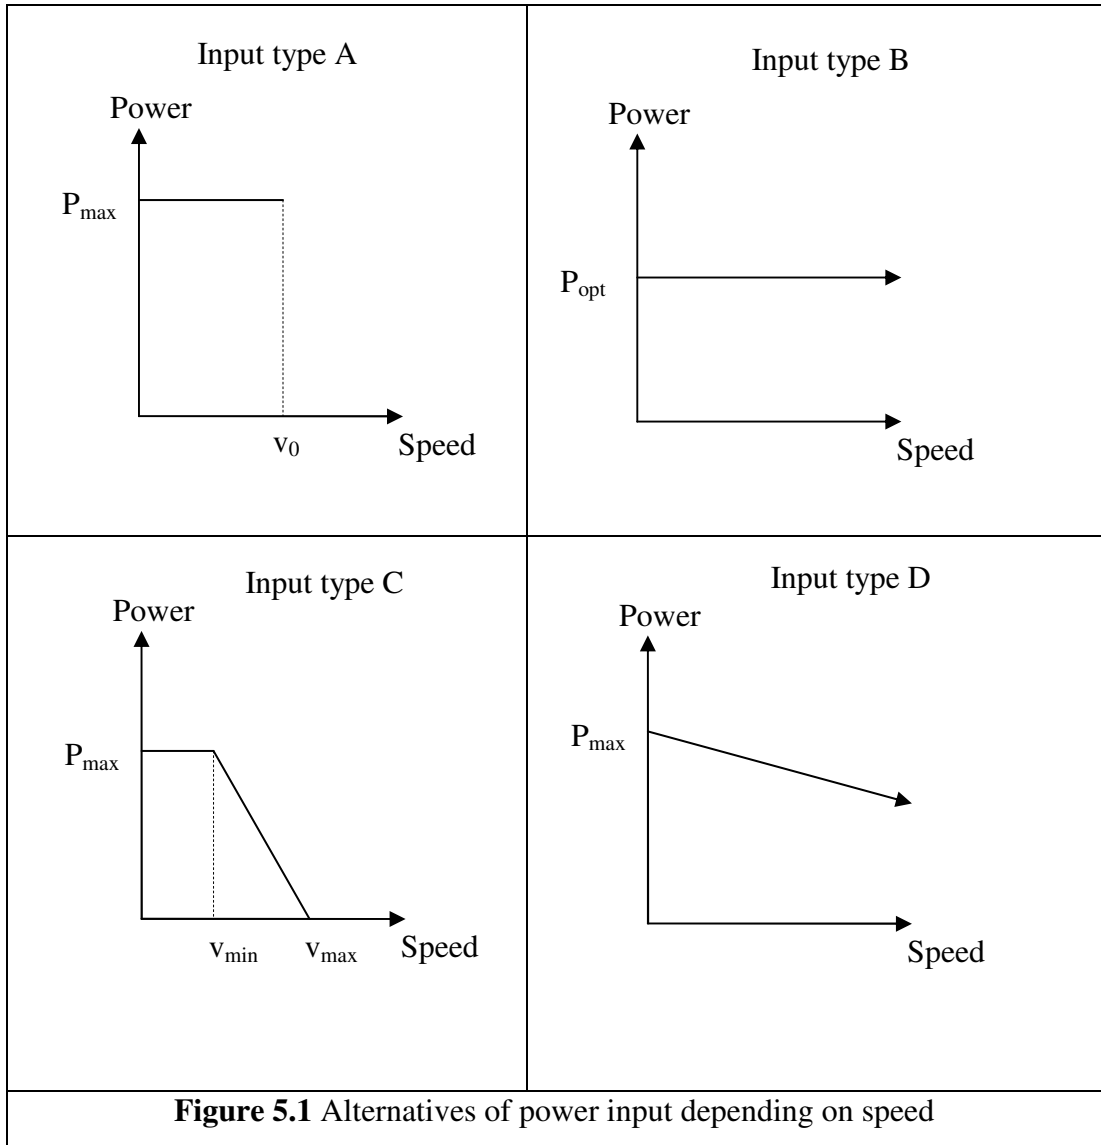 Input type A
Power
P_max
v_0
Speed
Input type B
Power
P_opt
Speed
Input type C
Power
P_max
v_min
v_max
Speed
Input type D
Power
P_max
Speed
Figure 5.1 Alternatives of power input depending on speed